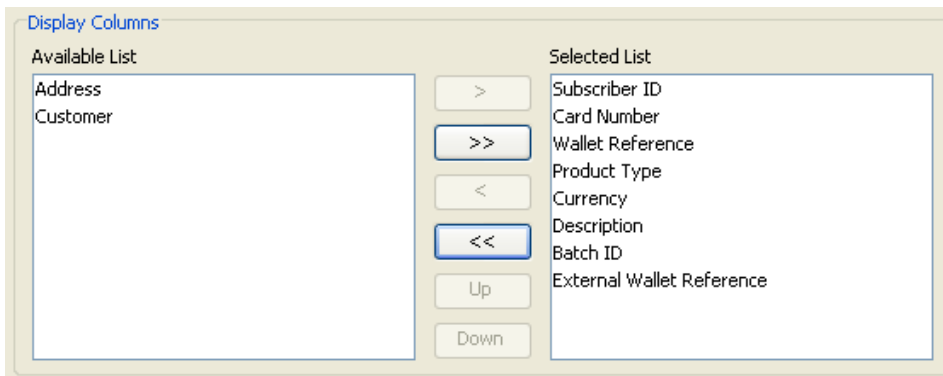 Display Columns
Available List
Selected List
Address
Customer
>
>>
<
<<
Up
Down
Subscriber ID
Card Number
Wallet Reference
Product Type
Currency
Description
Batch ID
External Wallet Reference